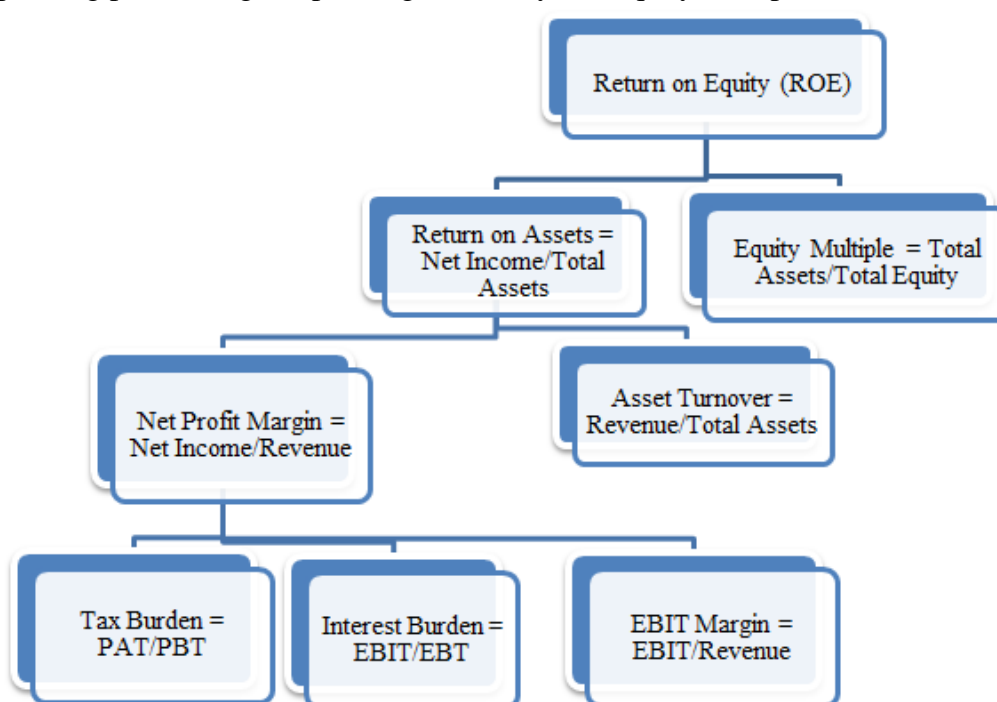 Return on Equity (ROE)
Return on Assets =
Net Income/Total
Assets
Equity Multiple = Total
Assets/Total Equity
Net Profit Margin =
Net Income/Revenue
Asset Turnover =
Revenue/Total Assets
Tax Burden =
PAT/PBT
Interest Burden =
EBIT/EBT
EBIT Margin =
EBIT/Revenue